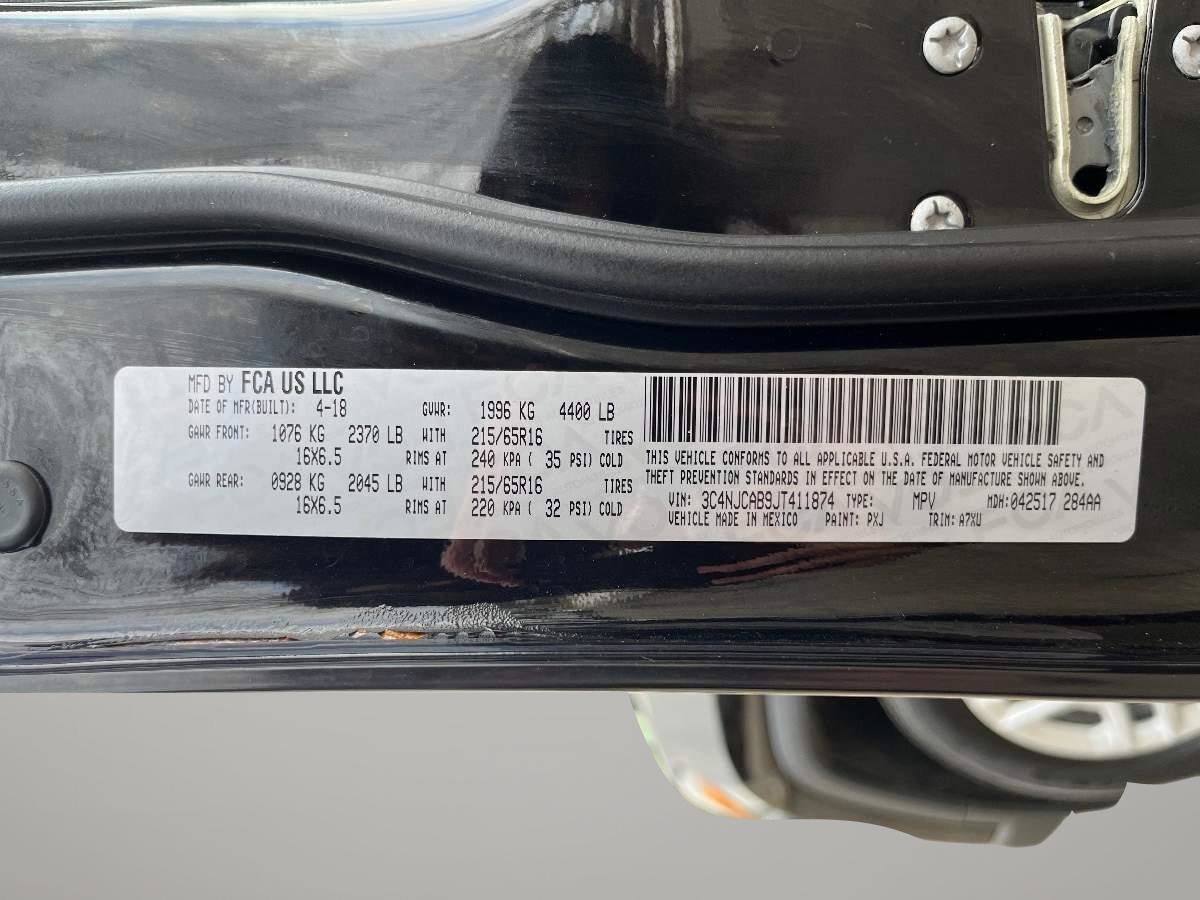 MFD BY FCA US LLC
DATE OF MFR(BUILT): 4-18 GVWR: 1996 KG 4400 LB
GAWR FRONT: 1076 KG 2370 LB WITH 215/65R16 TIRES
16X6.5 RIMS AT 240 KPA ( 35 PSI) COLD
GAWR REAR: 0928 KG 2045 LB WITH 215/65R16 TIRES
16X6.5 RIMS AT 220 KPA ( 32 PSI) COLD
THIS VEHICLE CONFORMS TO ALL APPLICABLE U.S.A. FEDERAL MOTOR VEHICLE SAFETY AND
THEFT PREVENTION STANDARDS IN EFFECT ON THE DATE OF MANUFACTURE SHOWN ABOVE.
VIN: 3C4NJCAB9JT411874 TYPE: MPV MDH: 042517 284AA
VEHICLE MADE IN MEXICO PAINT: PXJ TRIM: A7XU